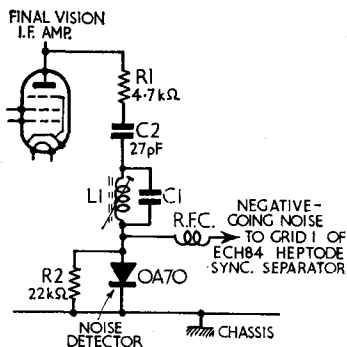 FINAL VISION
I.F. AMP.
R1
4·7kΩ
C2
27pF
L1
C1
R.F.C.
NEGATIVE-
GOING NOISE
TO GRID 1 OF
ECH84 HEPTODE
SYNC. SEPARATOR
R2
22kΩ
OA70
NOISE
DETECTOR
CHASSIS